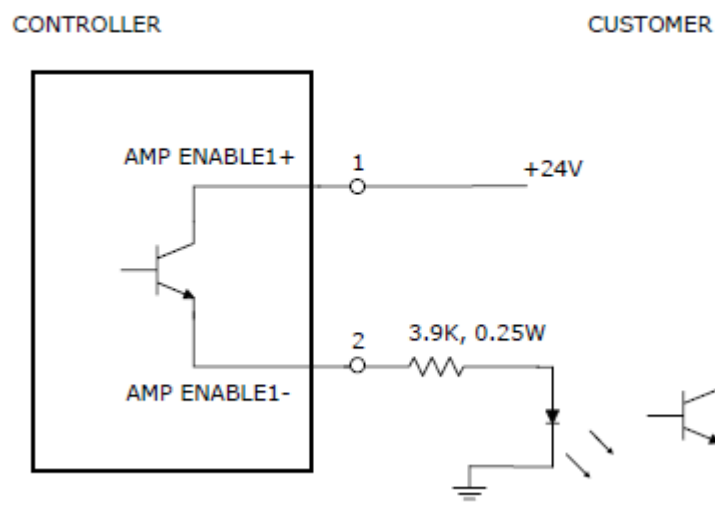 CONTROLLER
CUSTOMER
AMP ENABLE1+
1
+24V
2
3.9K, 0.25W
AMP ENABLE1-